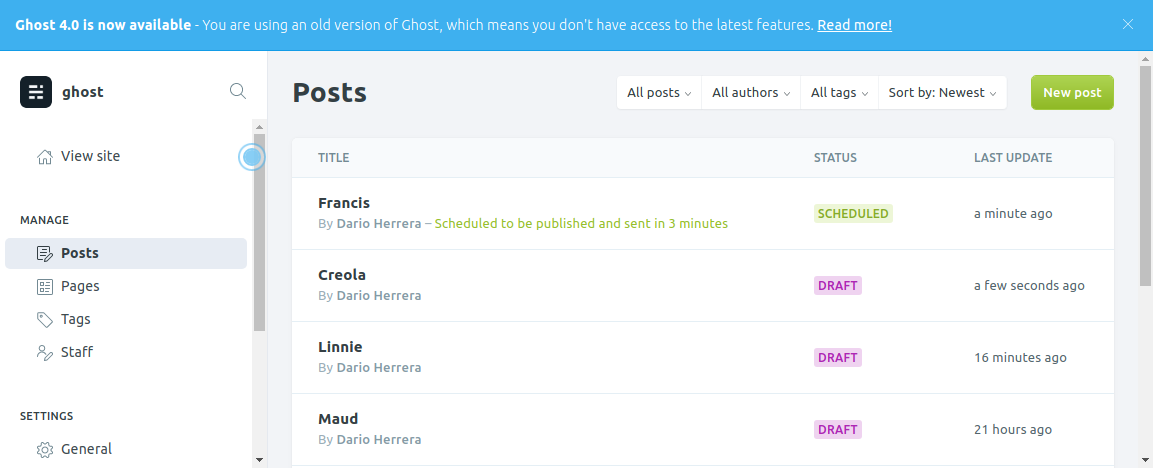 Ghost 4.0 is now available - You are using an old version of Ghost, which means you don't have access to the latest features. Read more!
ghost
View site
MANAGE
Posts
Pages
Tags
Staff
SETTINGS
General
Posts
All posts
All authors
All tags
Sort by: Newest
New post
TITLE STATUS LAST UPDATE
Francis
By Dario Herrera – Scheduled to be published and sent in 3 minutes
SCHEDULED
a minute ago
Creola
By Dario Herrera
DRAFT
a few seconds ago
Linnie
By Dario Herrera
DRAFT
16 minutes ago
Maud
By Dario Herrera
DRAFT
21 hours ago